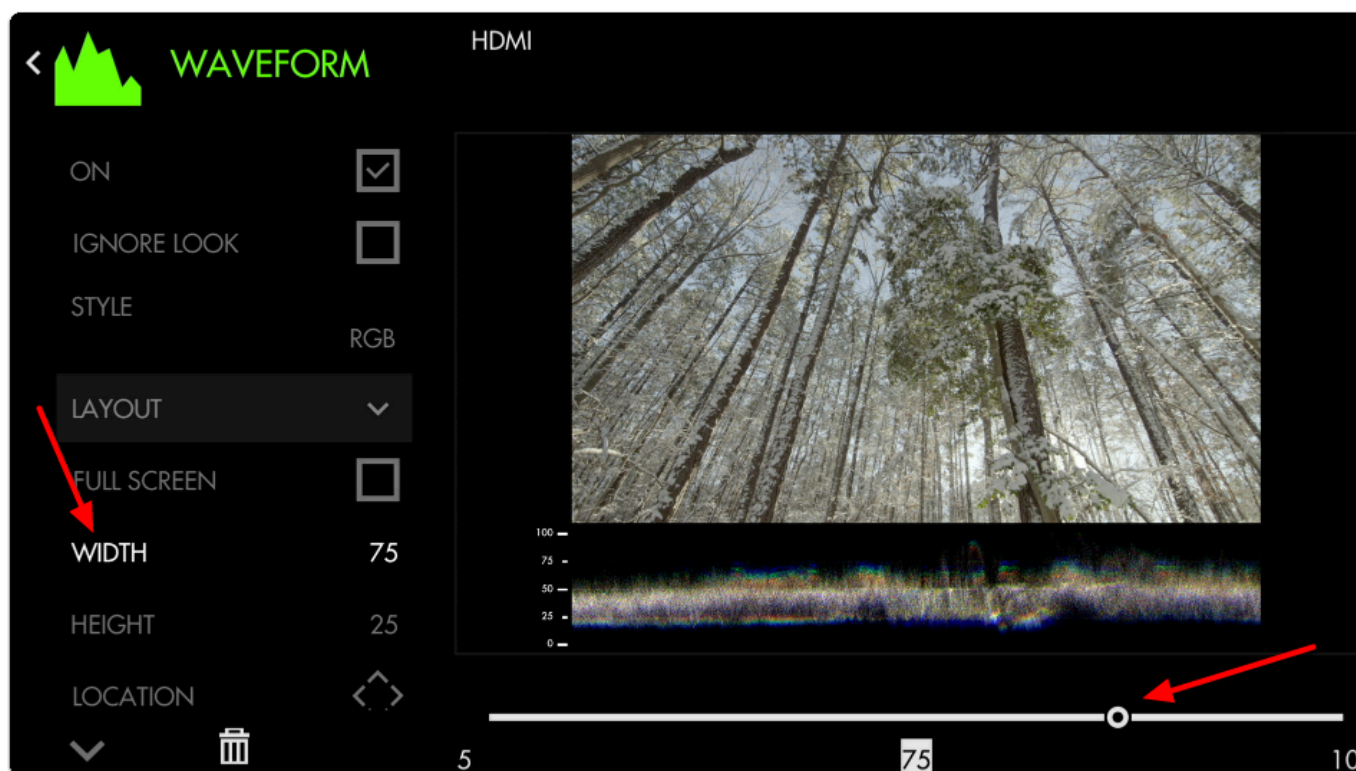 WAVEFORM
HDMI
ON
IGNORE LOOK
STYLE
RGB
LAYOUT
FULL SCREEN
WIDTH 75
HEIGHT 25
LOCATION
100
75
50
25
0
5 75 10